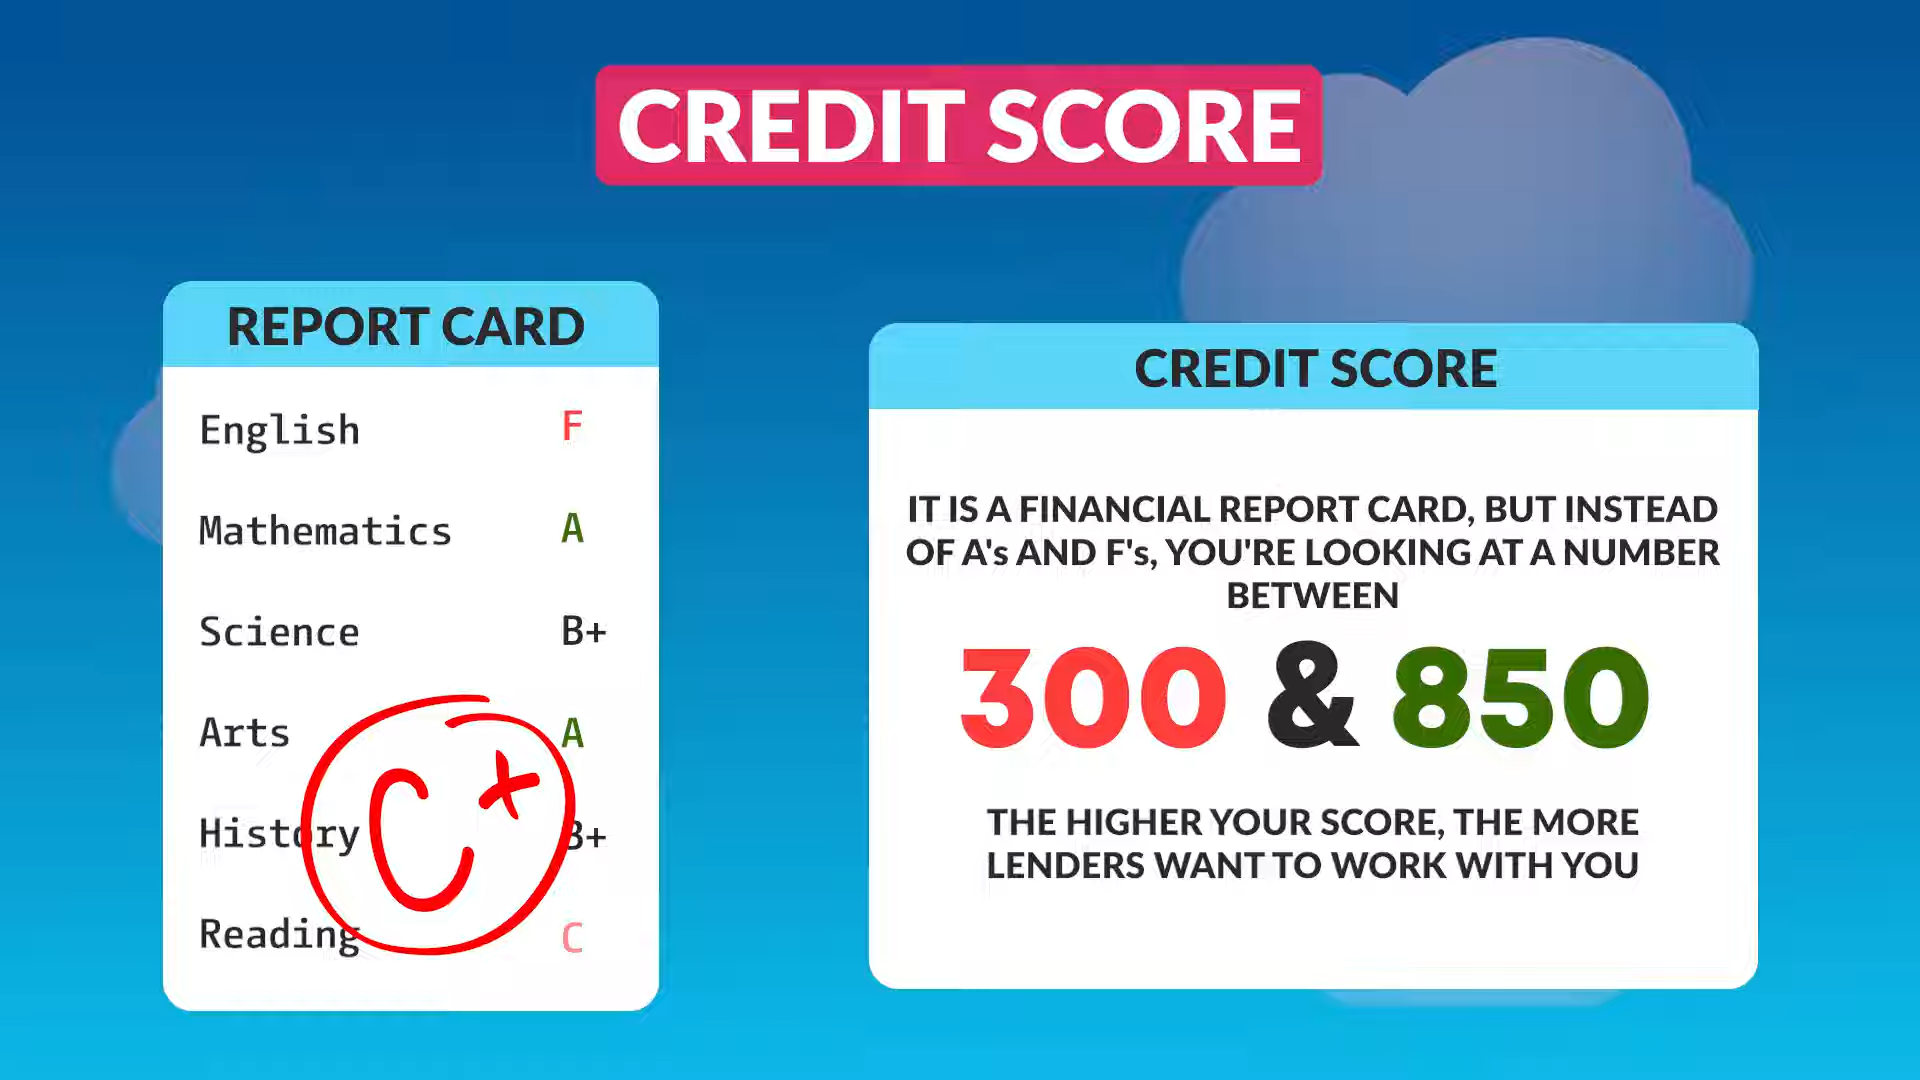 CREDIT SCORE
REPORT CARD
English F
Mathematics A
Science B+
Arts A
History B+
Reading C
C+
CREDIT SCORE
IT IS A FINANCIAL REPORT CARD, BUT INSTEAD
OF A's AND F's, YOU'RE LOOKING AT A NUMBER
BETWEEN
300 & 850
THE HIGHER YOUR SCORE, THE MORE
LENDERS WANT TO WORK WITH YOU